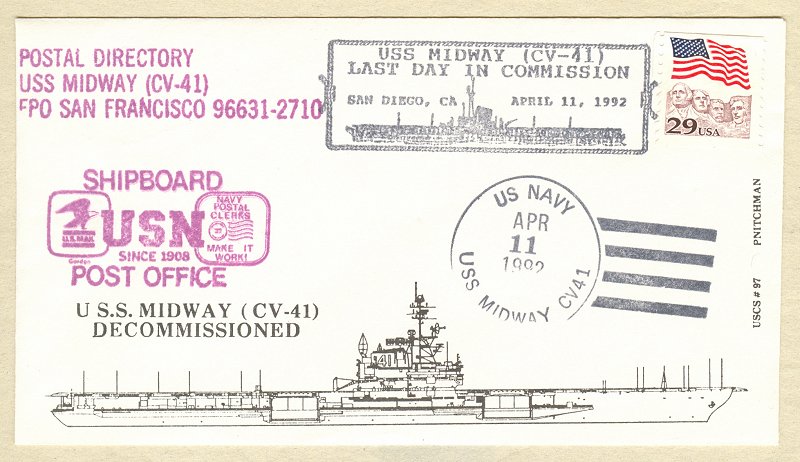 POSTAL DIRECTORY
USS MIDWAY (CV-41)
FPO SAN FRANCISCO 96631-2710
USS MIDWAY (CV-41)
LAST DAY IN COMMISSION
SAN DIEGO, CA APRIL 11, 1992
29 USA
SHIPBOARD
U.S. MAIL
Gordon
USN
SINCE 1908
NAVY
POSTAL
CLERKS
MAKE IT
WORK!
POST OFFICE
US NAVY
APR
11
1992
USS MIDWAY CV41
USCS # 97 PNITCHMAN
U S.S. MIDWAY (CV-41)
DECOMMISSIONED
41